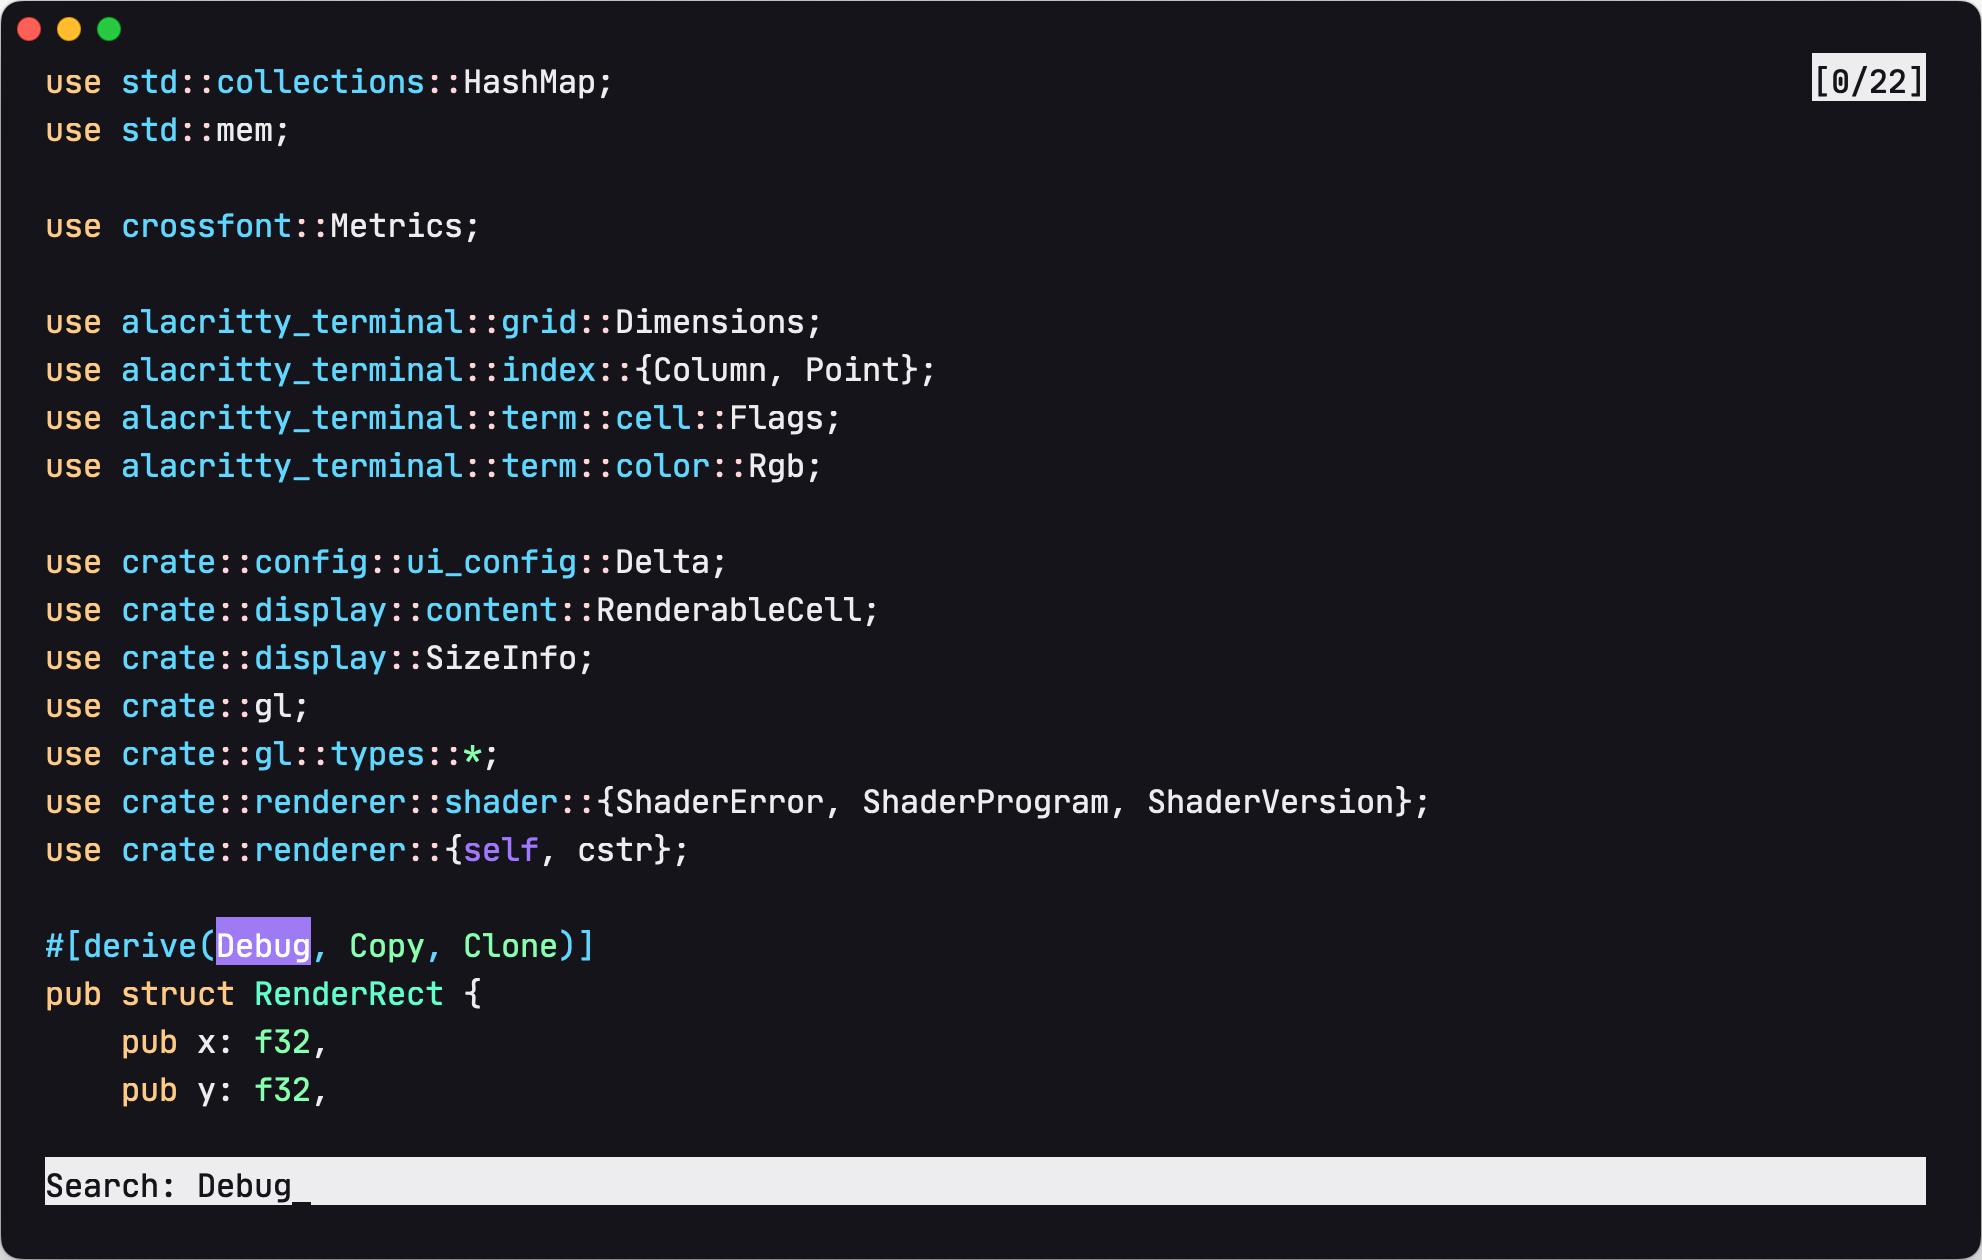 use std::collections::HashMap; [0/22]
use std::mem;
use crossfont::Metrics;
use alacritty_terminal::grid::Dimensions;
use alacritty_terminal::index::{Column, Point};
use alacritty_terminal::term::cell::Flags;
use alacritty_terminal::term::color::Rgb;
use crate::config::ui_config::Delta;
use crate::display::content::RenderableCell;
use crate::display::SizeInfo;
use crate::gl;
use crate::gl::types::*;
use crate::renderer::shader::{ShaderError, ShaderProgram, ShaderVersion};
use crate::renderer::{self, cstr};
#[derive(Debug, Copy, Clone)]
pub struct RenderRect {
    pub x: f32,
    pub y: f32,
Search: Debug_